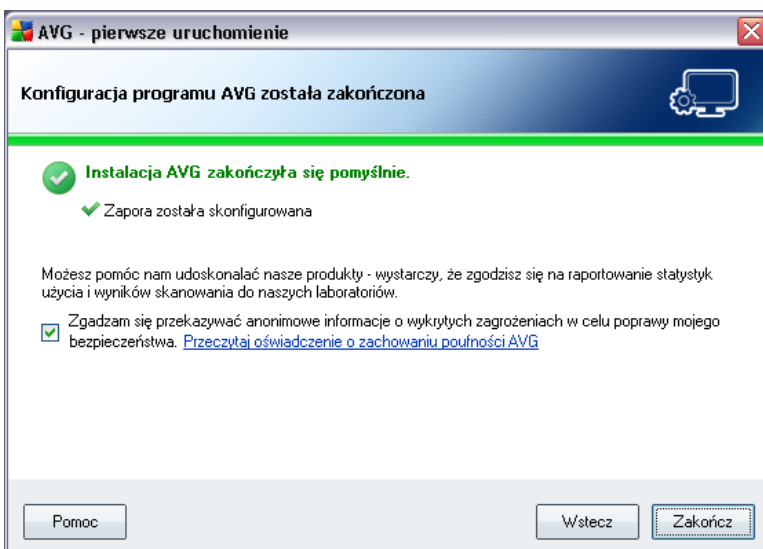 AVG - pierwsze uruchomienie
Konfiguracja programu AVG została zakończona
Instalacja AVG zakończyła się pomyślnie.
Zapora została skonfigurowana
Możesz pomóc nam udoskonalać nasze produkty - wystarczy, że zgodzisz się na raportowanie statystyk
użycia i wyników skanowania do naszych laboratoriów.
Zgadzam się przekazywać anonimowe informacje o wykrytych zagrożeniach w celu poprawy mojego
bezpieczeństwa. Przeczytaj oświadczenie o zachowaniu poufności AVG
Pomoc
Wstecz
Zakończ